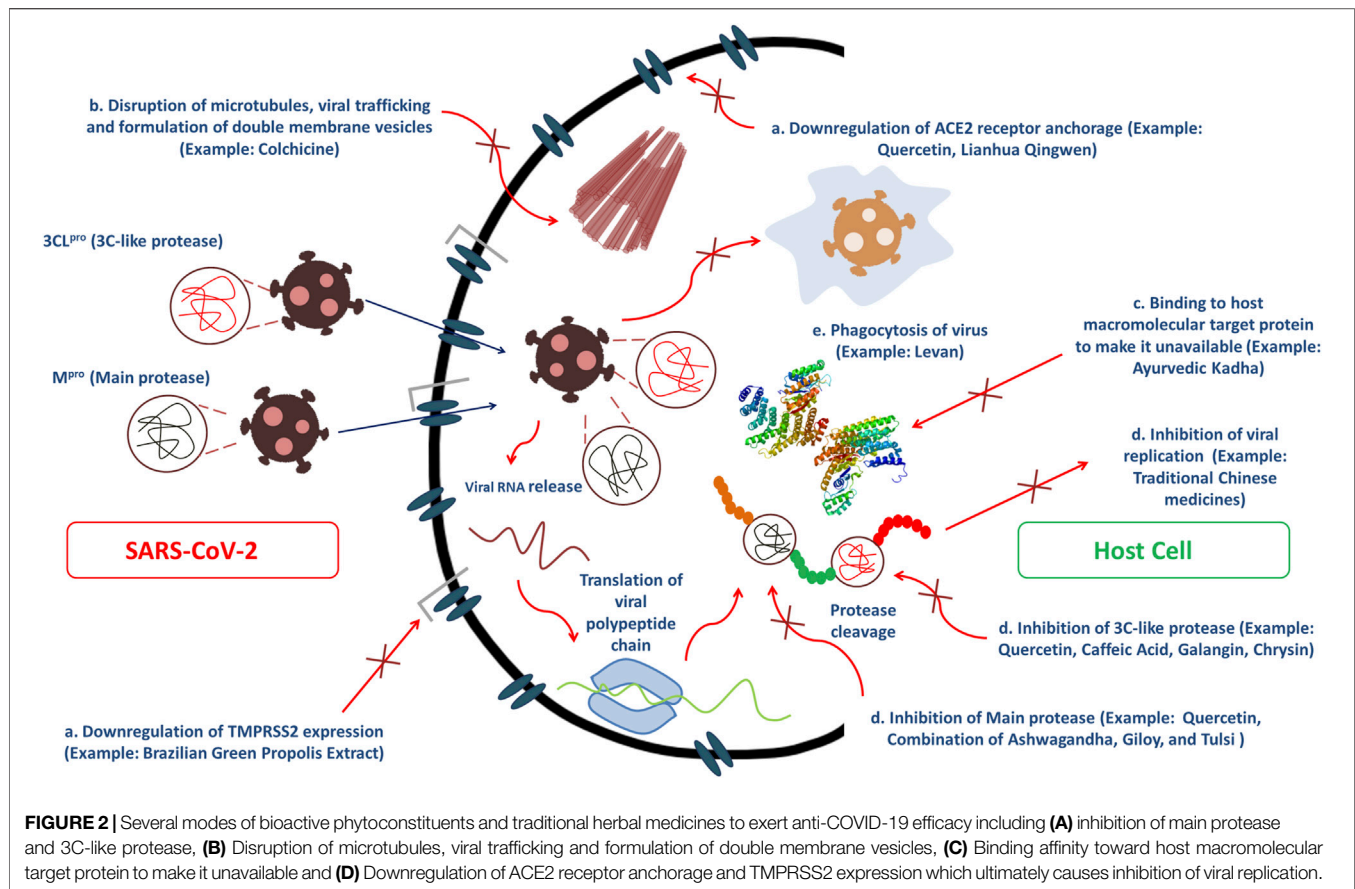 b. Disruption of microtubules, viral trafficking
and formulation of double membrane vesicles
(Example: Colchicine)
a. Downregulation of ACE2 receptor anchorage (Example:
Quercetin, Lianhua Qingwen)
3CLᵖʳᵒ (3C-like protease)
e. Phagocytosis of virus
(Example: Levan)
c. Binding to host
macromolecular target protein
to make it unavailable (Example:
Ayurvedic Kadha)
Mᵖʳᵒ (Main protease)
d. Inhibition of viral
replication (Example:
Traditional Chinese
medicines)
Viral RNA release
SARS-CoV-2
Host Cell
Translation of
viral
polypeptide
chain
Protease
cleavage
d. Inhibition of 3C-like protease (Example:
Quercetin, Caffeic Acid, Galangin, Chrysin)
a. Downregulation of TMPRSS2 expression
(Example: Brazilian Green Propolis Extract)
d. Inhibition of Main protease (Example: Quercetin,
Combination of Ashwagandha, Giloy, and Tulsi )
FIGURE 2 | Several modes of bioactive phytoconstituents and traditional herbal medicines to exert anti-COVID-19 efficacy including (A) inhibition of main protease
and 3C-like protease, (B) Disruption of microtubules, viral trafficking and formulation of double membrane vesicles, (C) Binding affinity toward host macromolecular
target protein to make it unavailable and (D) Downregulation of ACE2 receptor anchorage and TMPRSS2 expression which ultimately causes inhibition of viral replication.